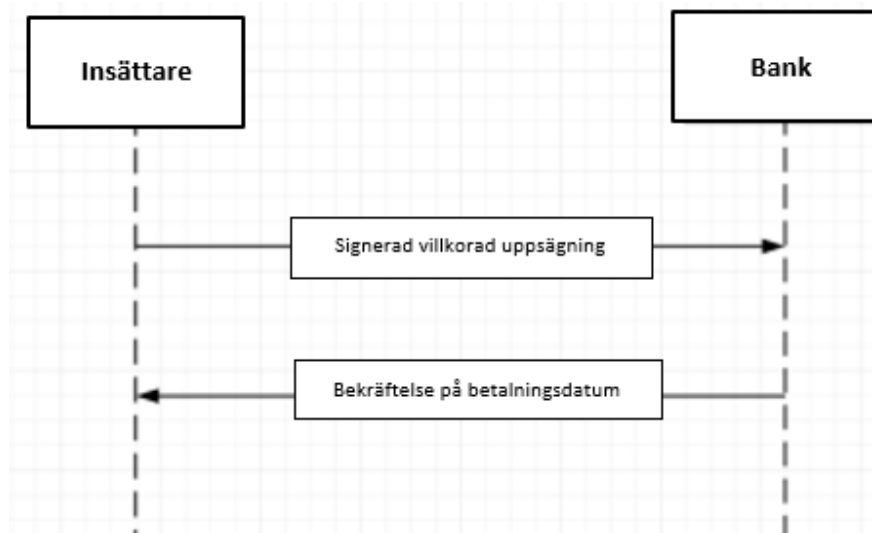 Insättare
Bank
Signerad villkorad uppsägning
Bekräftelse på betalningsdatum